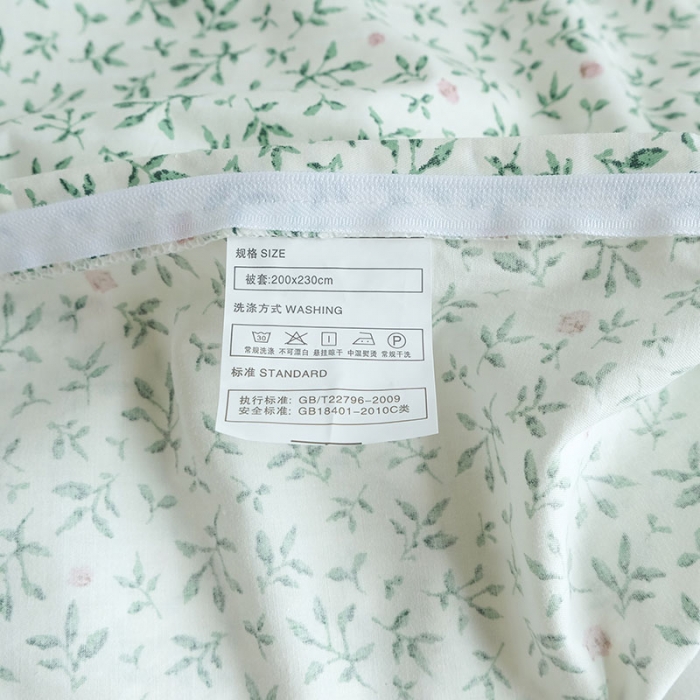 规格 SIZE
被套:200x230cm
洗涤方式 WASHING
30 P
常规洗涤 不可漂白 悬挂晾干 中温熨烫 常规干洗
标准 STANDARD
执行标准: GB/T22796-2009
安全标准: GB18401-2010C类